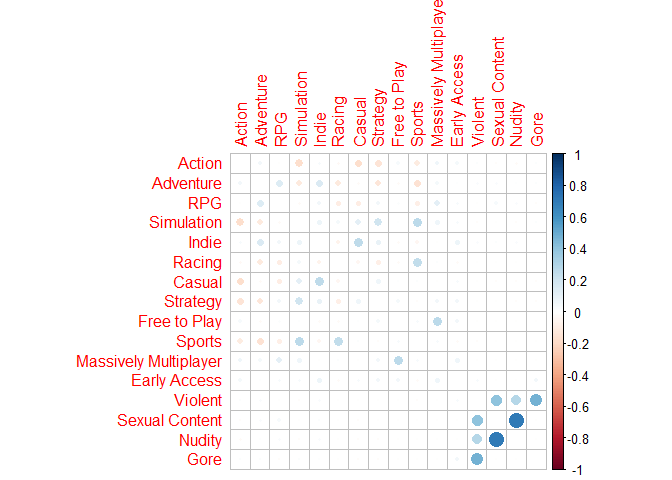 Action
Adventure
RPG
Simulation
Indie
Racing
Casual
Strategy
Free to Play
Sports
Massively Multiplaye
Early Access
Violent
Sexual Content
Nudity
Gore
Action
Adventure
RPG
Simulation
Indie
Racing
Casual
Strategy
Free to Play
Sports
Massively Multiplayer
Early Access
Violent
Sexual Content
Nudity
Gore
1
0.8
0.6
0.4
0.2
0
-0.2
-0.4
-0.6
-0.8
-1